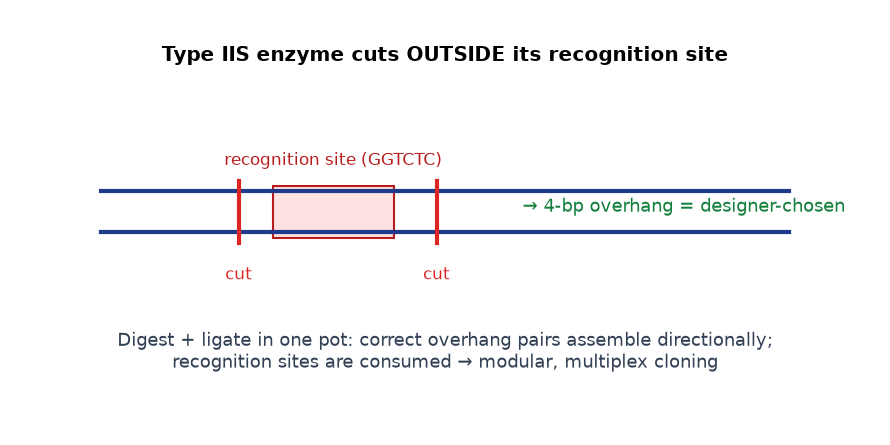 Type IIS enzyme cuts OUTSIDE its recognition site
recognition site (GGTCTC)
→ 4-bp overhang = designer-chosen
cut
cut
Digest + ligate in one pot: correct overhang pairs assemble directionally;
recognition sites are consumed → modular, multiplex cloning